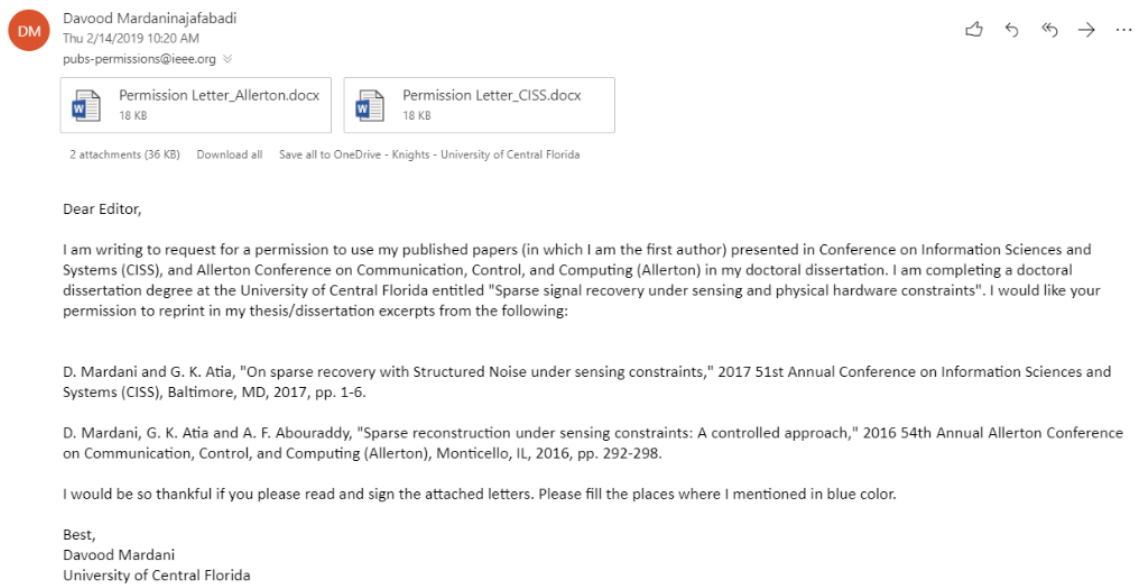 DM
Davood Mardaninajafabadi
Thu 2/14/2019 10:20 AM
pubs-permissions@ieee.org
Permission Letter_Allerton.docx
18 KB
Permission Letter_CISS.docx
18 KB
2 attachments (36 KB) Download all Save all to OneDrive - Knights - University of Central Florida
Dear Editor,
I am writing to request for a permission to use my published papers (in which I am the first author) presented in Conference on Information Sciences and
Systems (CISS), and Allerton Conference on Communication, Control, and Computing (Allerton) in my doctoral dissertation. I am completing a doctoral
dissertation degree at the University of Central Florida entitled "Sparse signal recovery under sensing and physical hardware constraints". I would like your
permission to reprint in my thesis/dissertation excerpts from the following:
D. Mardani and G. K. Atia, "On sparse recovery with Structured Noise under sensing constraints," 2017 51st Annual Conference on Information Sciences and
Systems (CISS), Baltimore, MD, 2017, pp. 1-6.
D. Mardani, G. K. Atia and A. F. Abouraddy, "Sparse reconstruction under sensing constraints: A controlled approach," 2016 54th Annual Allerton Conference
on Communication, Control, and Computing (Allerton), Monticello, IL, 2016, pp. 292-298.
I would be so thankful if you please read and sign the attached letters. Please fill the places where I mentioned in blue color.
Best,
Davood Mardani
University of Central Florida